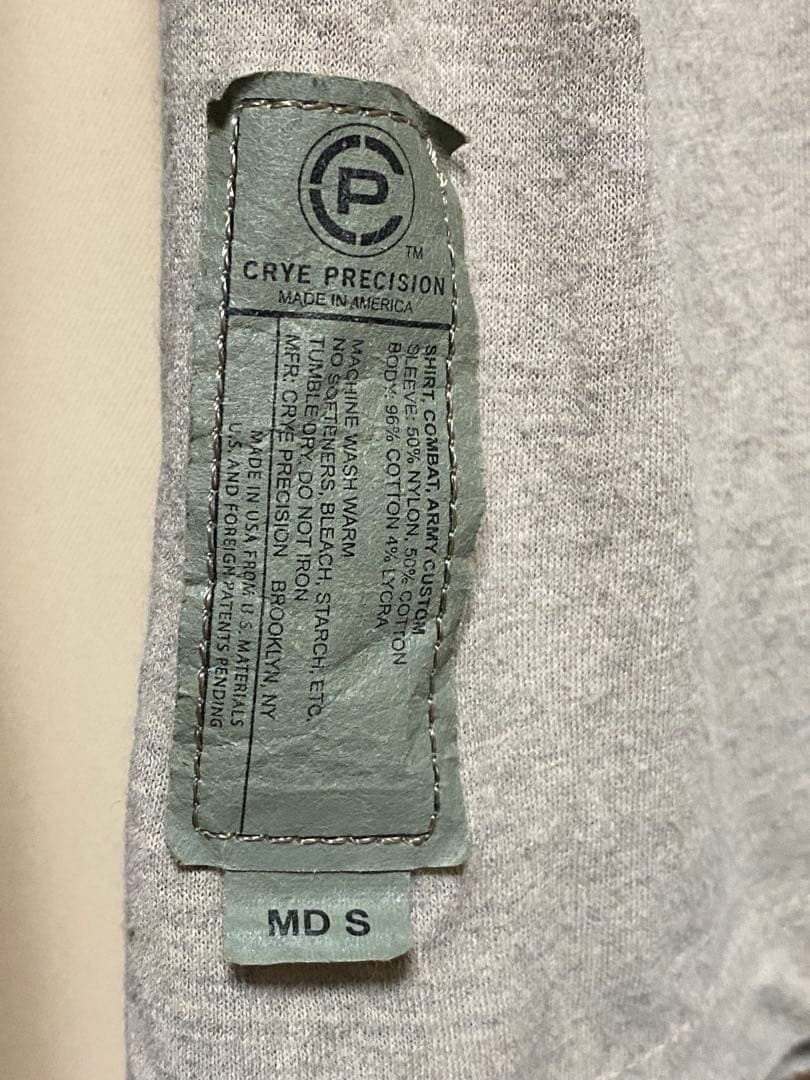 CP
TM
CRYE PRECISION
MADE IN AMERICA
SHIRT, COMBAT, ARMY CUSTOM
SLEEVE: 50% NYLON, 50% COTTON
BODY: 96% COTTON 4% LYCRA
MACHINE WASH WARM
NO SOFTENERS, BLEACH, STARCH, ETC.
TUMBLE DRY, DO NOT IRON
MFR: CRYE PRECISION BROOKLYN, NY
MADE IN USA FROM U.S. MATERIALS
U.S. AND FOREIGN PATENTS PENDING
MD S